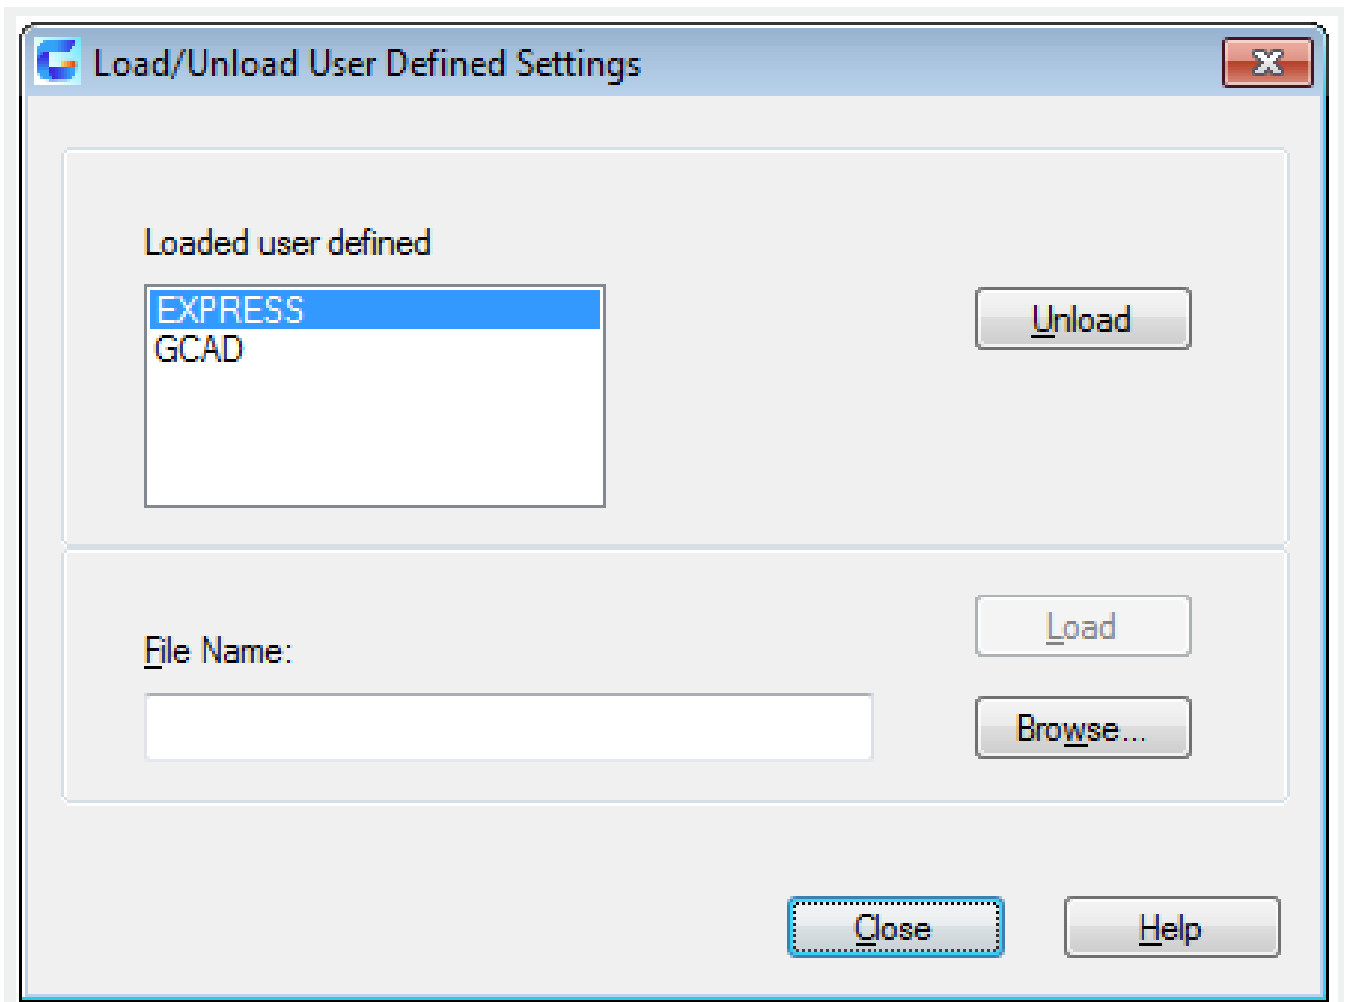 Load/Unload User Defined Settings
Loaded user defined
EXPRESS
GCAD
Unload
Load
File Name:
Browse...
Close
Help